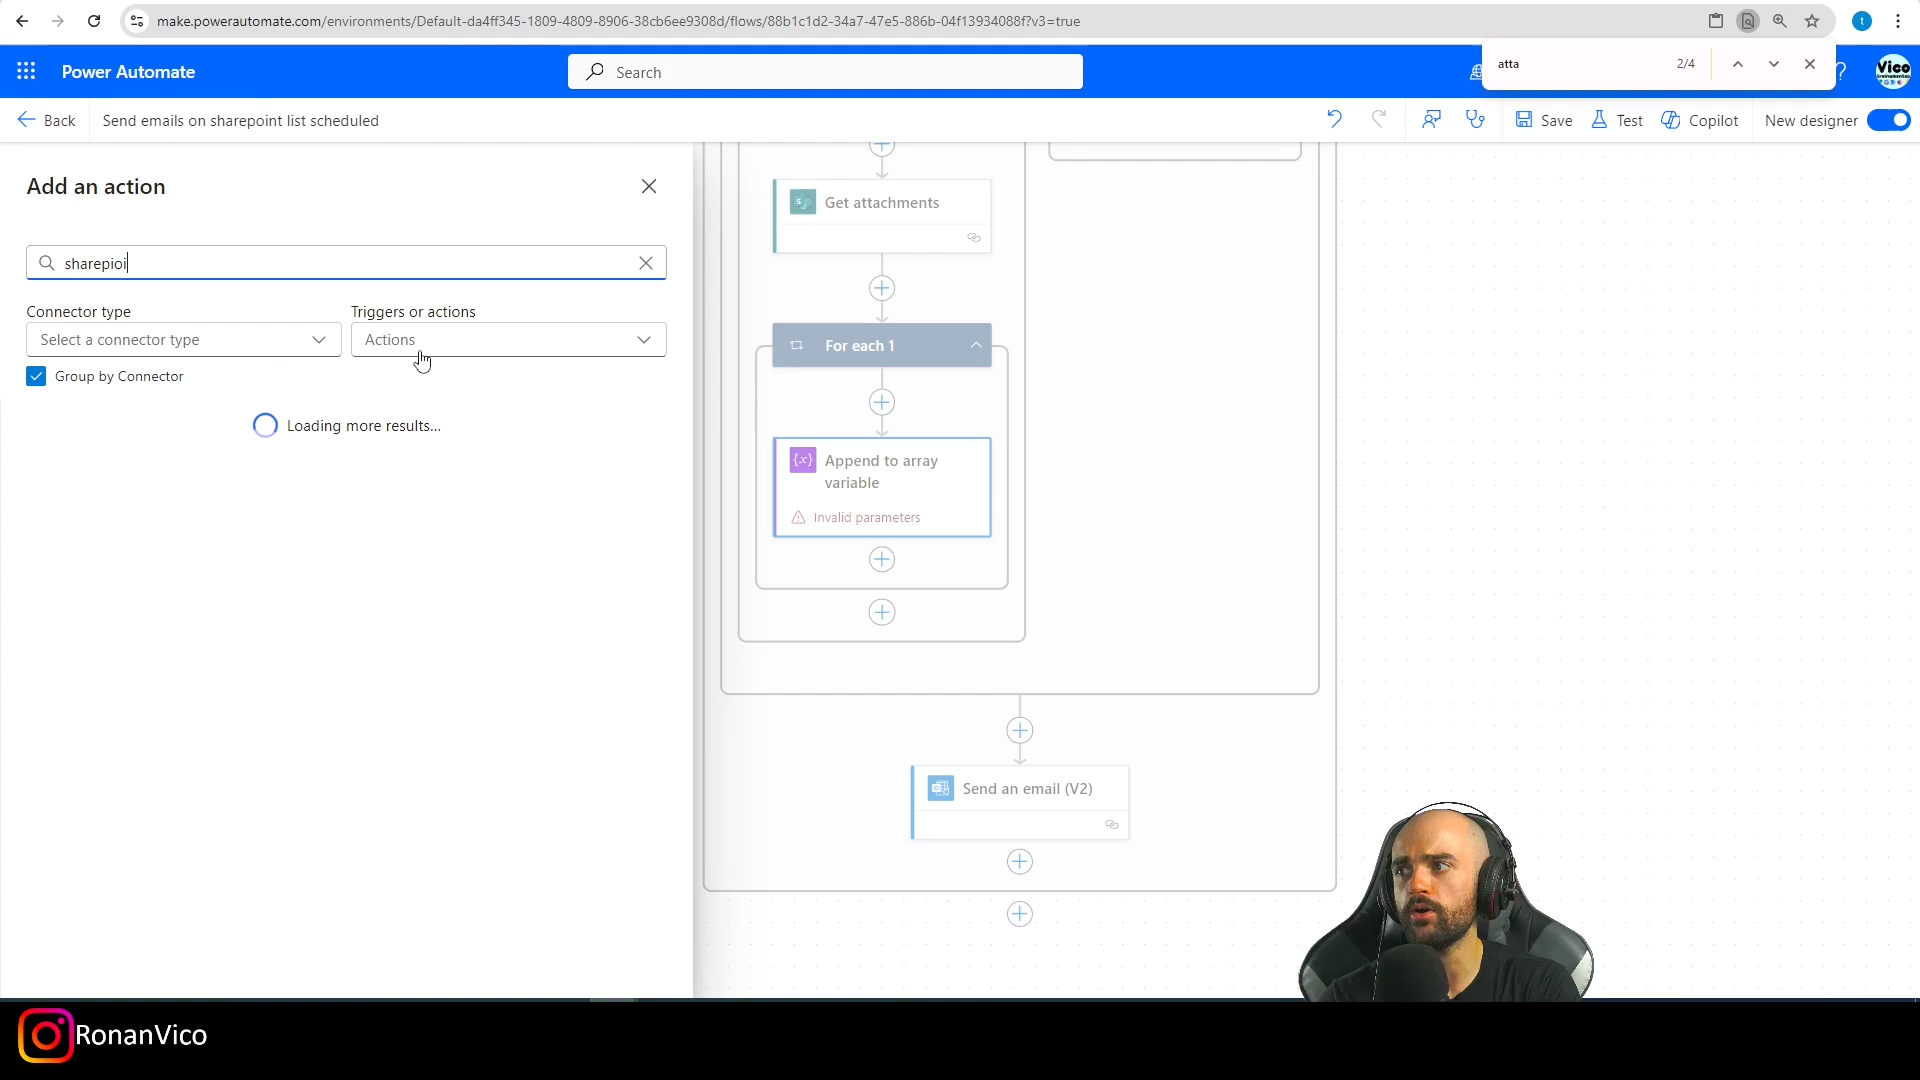 make.powerautomate.com/environments/Default-da4ff345-1809-4809-8906-38cb6ee9308d/flows/88b1c1d2-34a7-47e5-886b-04f13934088f?v3=true
t
Power Automate
Search
atta
2/4
?
Vico
Back
Send emails on sharepoint list scheduled
Save
Test
Copilot
New designer
Add an action
sharepioi
Connector type
Triggers or actions
Select a connector type
Actions
Group by Connector
Loading more results...
Get attachments
For each 1
{x}
Append to array
variable
Invalid parameters
Send an email (V2)
RonanVico